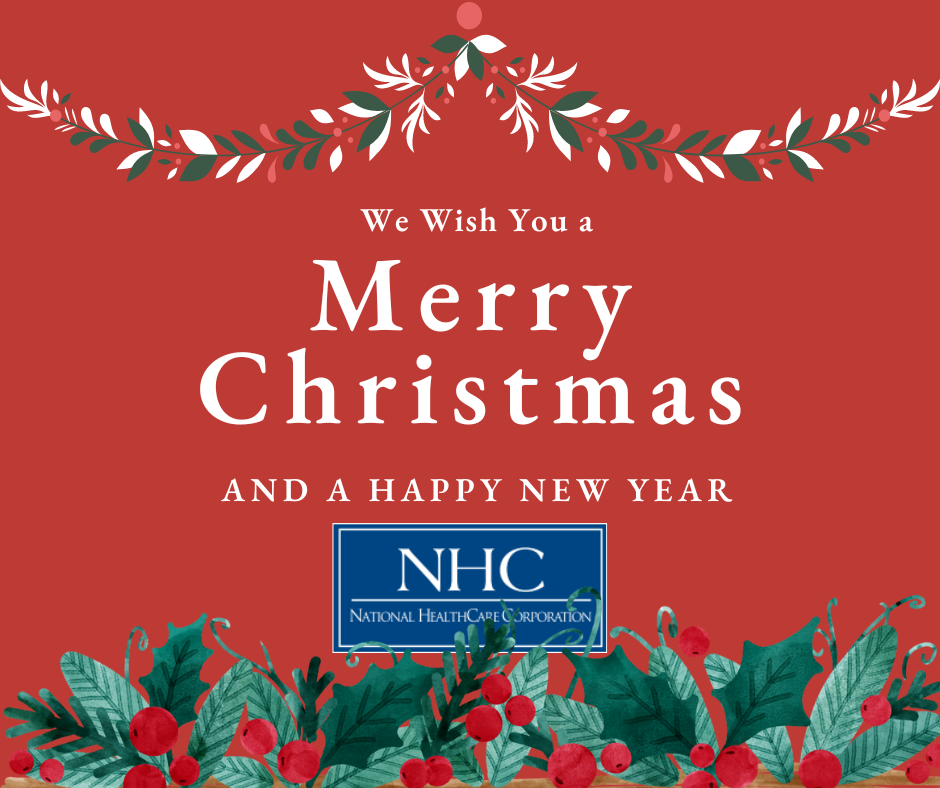 We Wish You a
Merry
Christmas
AND A HAPPY NEW YEAR
NHC
NATIONAL HEALTHCARE CORPORATION